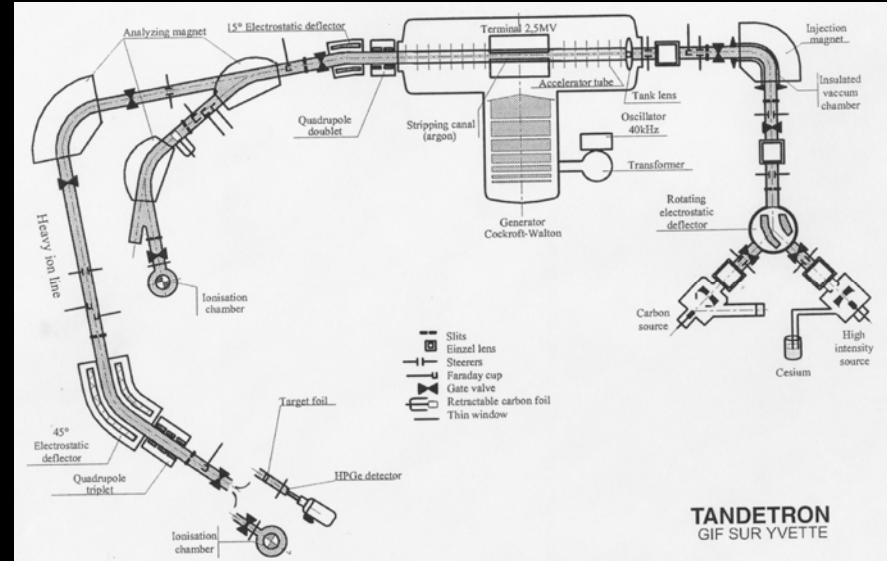 Analyzing magnet
15° Electrostatic deflector
Terminal 2,5MV
Injection
magnet
Insulated
vaccum
chamber
Accelerator tube
Tank lens
Quadrupole
doublet
Stripping canal
(argon)
Oscillator
40kHz
Transformer
Generator
Cockroft-Walton
Rotating
electrostatic
deflector
Heavy ion line
Ionisation
chamber
Carbon
source
High
intensity
source
Cesium
Slits
Einzel lens
Steerers
Faraday cup
Gate valve
Retractable carbon foil
Thin window
Target foil
45°
Electrostatic
deflector
HPGe detector
Quadrupole
triplet
Ionisation
chamber
TANDETRON
GIF SUR YVETTE